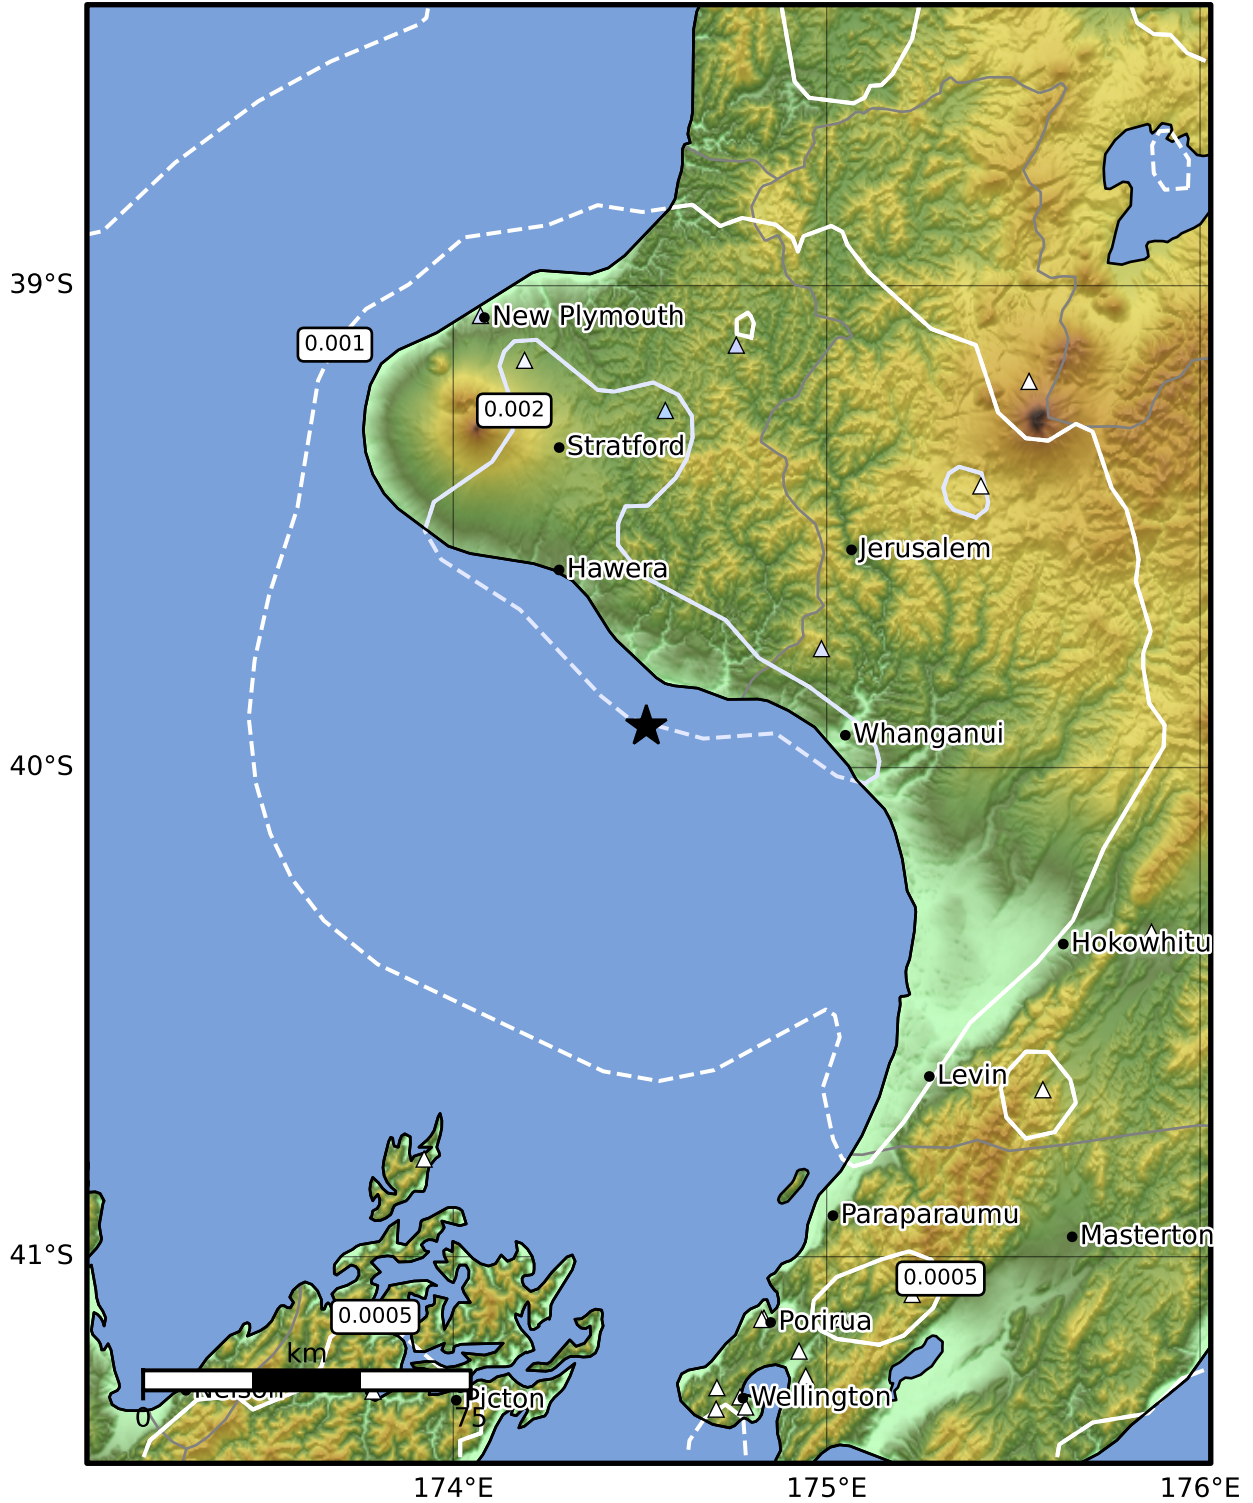 39°S
New Plymouth
0.001
0.002
Stratford
Jerusalem
Hawera
Whanganui
40°S
Hokowhitu
Levin
Paraparaumu
Masterton
41°S
0.0005
0.0005
Porirua
km
Nelson
Picton
Wellington
0
75
174°E
175°E
176°E